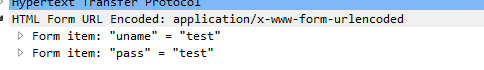 Hypertext Transfer Protocol
HTML Form URL Encoded: application/x-www-form-urlencoded
Form item: "uname" = "test"
Form item: "pass" = "test"